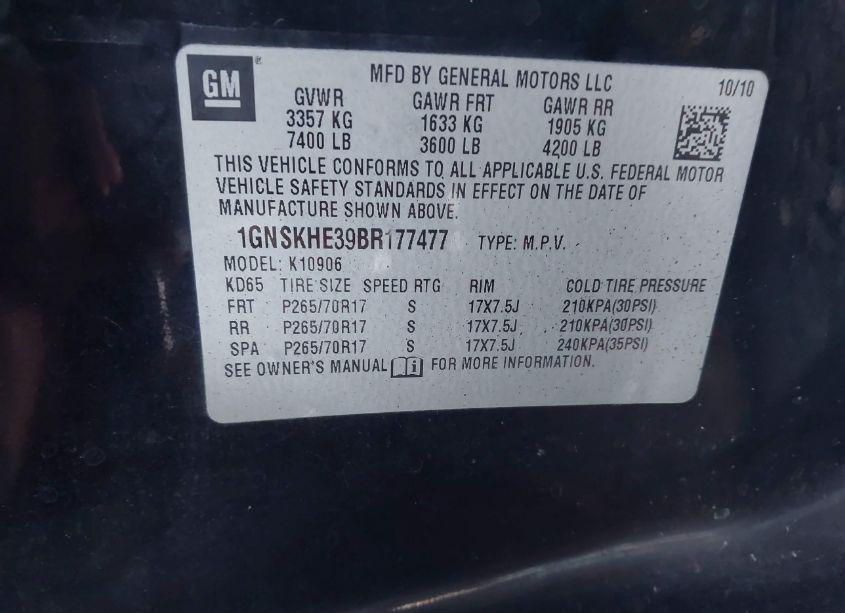 GM ® MFD BY GENERAL MOTORS LLC 10/10
GVWR GAWR FRT GAWR RR
3357 KG 1633 KG 1905 KG
7400 LB 3600 LB 4200 LB
THIS VEHICLE CONFORMS TO ALL APPLICABLE U.S. FEDERAL MOTOR
VEHICLE SAFETY STANDARDS IN EFFECT ON THE DATE OF
MANUFACTURE SHOWN ABOVE.
1GNSKHE39BR177477 TYPE: M.P.V.
MODEL: K10906
KD65 TIRE SIZE SPEED RTG RIM COLD TIRE PRESSURE
FRT P265/70R17 S 17X7.5J 210KPA(30PSI)
RR P265/70R17 S 17X7.5J 210KPA(30PSI)
SPA P265/70R17 S 17X7.5J 240KPA(35PSI)
SEE OWNER'S MANUAL i FOR MORE INFORMATION.